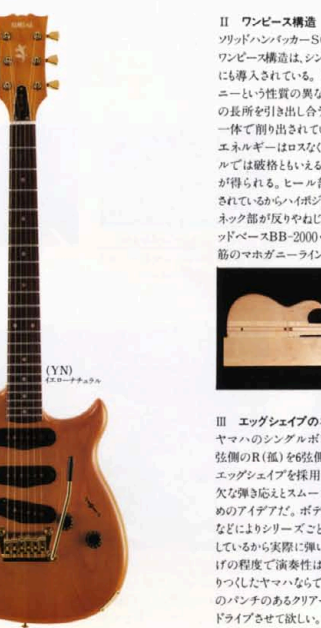 YAMAHA
(YN)
イエローナチュラル
II ワンピース構造
ソリッドハンバッカーS
ワンピース構造は、シン
にも導入されている。
ニーという性質の異な
の長所を引き出し合う
一体で削り出されてい
エネルギーはロスなく
ルでは破格ともいえる
が得られる。ヒール部
されているからハイポジ
ネック部が反りやねじ
ッドベースBB-2000・
筋のマホガニーライン
III エッグシェイプのネ
ヤマハのシングルボ
弦側のR(孤)を6弦側
エッグシェイプを採用
欠な弾き応えとスムー
めのアイデアだ。ボデ
などによりシリーズごと
しているから実際に弾い
げの程度で演奏性は
りつくしたヤマハならで
のパンチのあるクリアー
ドライブさせて欲しい。